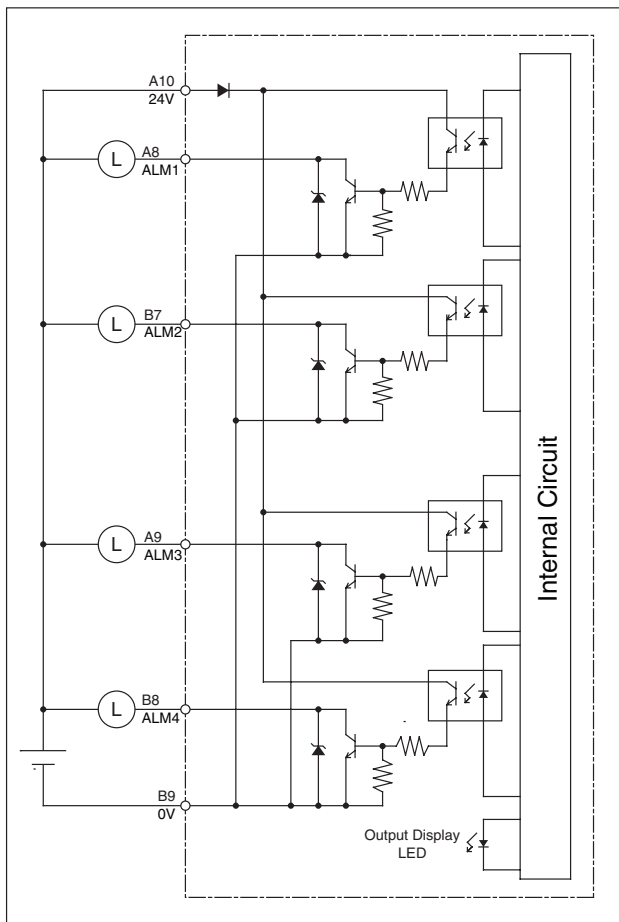 A10
24V
L
A8
ALM1
L
B7
ALM2
L
A9
ALM3
L
B8
ALM4
B9
0V
Internal Circuit
Output Display
LED